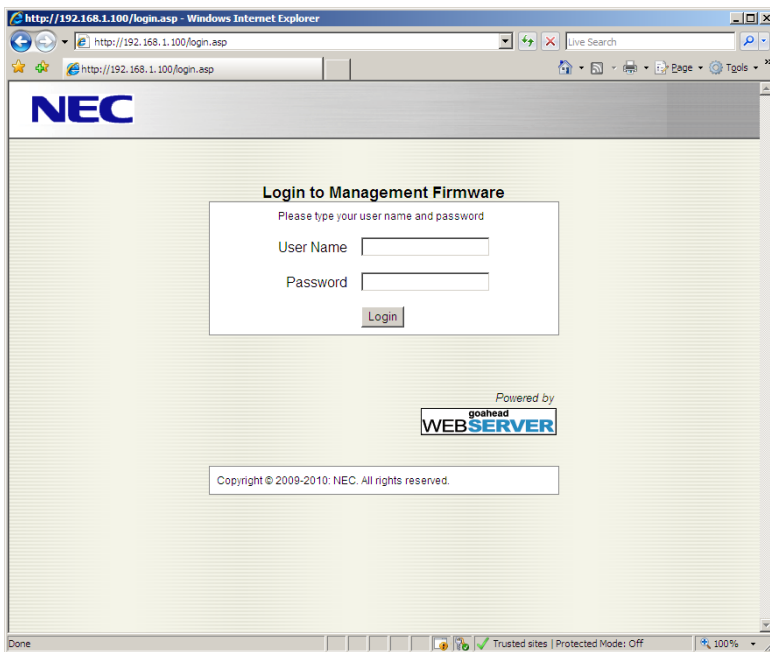 http://192.168.1.100/login.asp - Windows Internet Explorer
http://192.168.1.100/login.asp
Live Search
http://192.168.1.100/login.asp
Page
Tools
»
NEC
Login to Management Firmware
Please type your user name and password
User Name
Password
Login
Powered by
goahead
WEBSERVER
Copyright © 2009-2010: NEC. All rights reserved.
Done
Trusted sites | Protected Mode: Off
100%